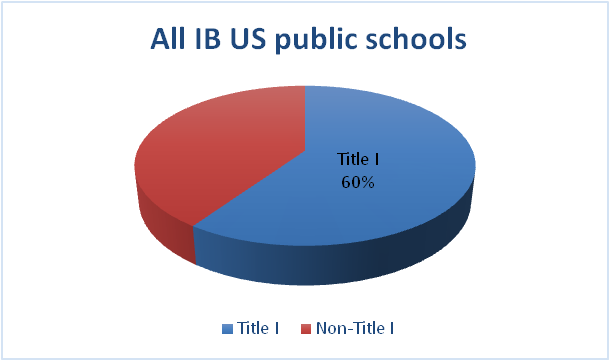 All IB US public schools
Title I
60%
Title I Non-Title I